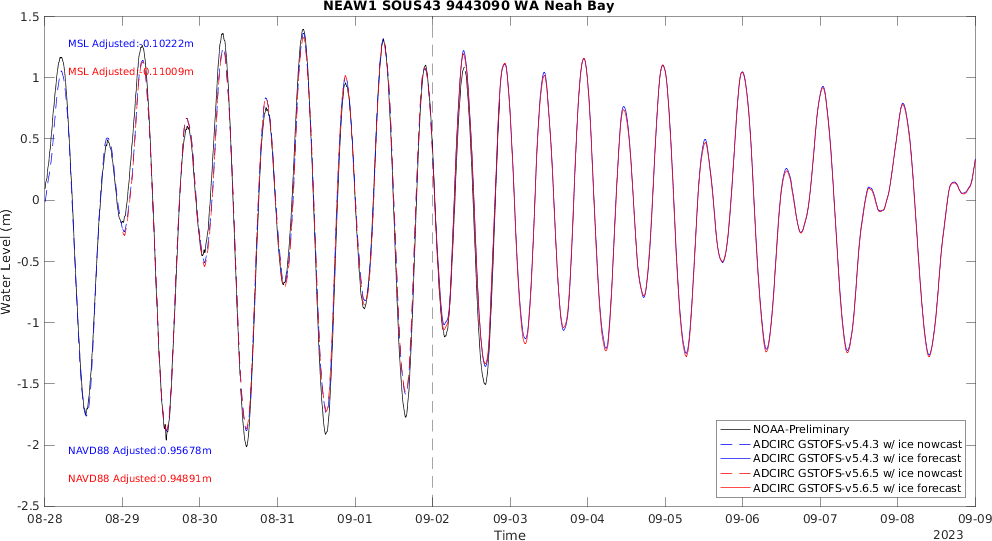 NEAW1 SOUS43 9443090 WA Neah Bay
1.5
1
0.5
0
-0.5
-1
-1.5
-2
-2.5
Water Level (m)
MSL Adjusted:-0.10222m
MSL Adjusted:-0.11009m
NAVD88 Adjusted:0.95678m
NAVD88 Adjusted:0.94891m
NOAA-Preliminary
ADCIRC GSTOFS-v5.4.3 w/ ice nowcast
ADCIRC GSTOFS-v5.4.3 w/ ice forecast
ADCIRC GSTOFS-v5.6.5 w/ ice nowcast
ADCIRC GSTOFS-v5.6.5 w/ ice forecast
08-28 08-29 08-30 08-31 09-01 09-02 09-03 09-04 09-05 09-06 09-07 09-08 09-09
Time
2023